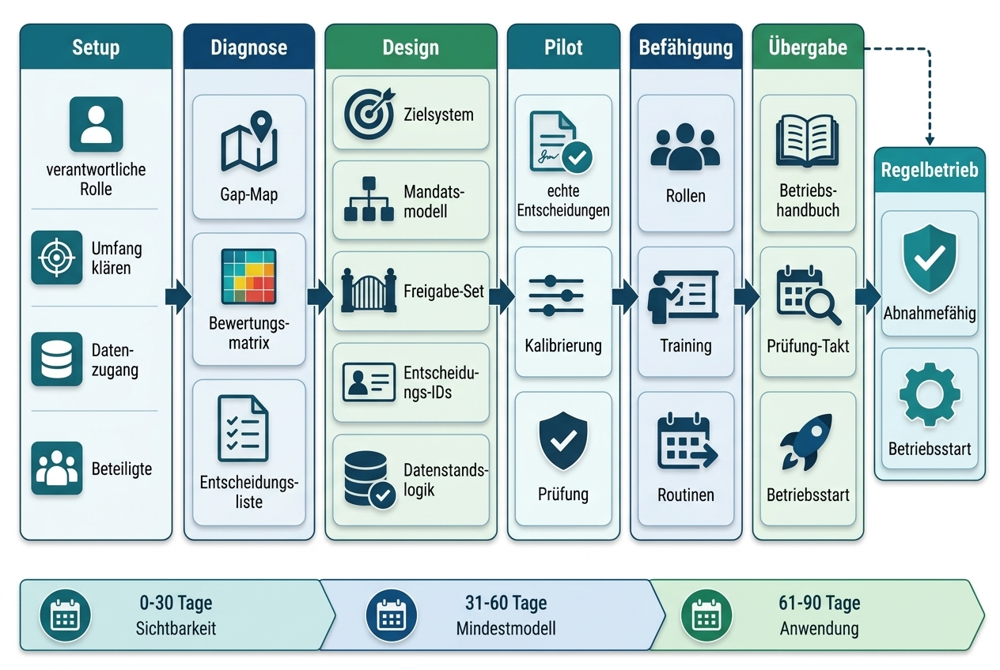 Setup
verantwortliche
Rolle
Umfang
klären
Daten-
zugang
Beteiligte
Diagnose
Gap-Map
Bewertungs-
matrix
Entscheidungs-
liste
Design
Zielsystem
Mandats-
modell
Freigabe-Set
Entscheidu-
ngs-IDs
Datenstands-
logik
Pilot
echte
Entscheidungen
Kalibrierung
Prüfung
Befähigung
Rollen
Training
Routinen
Übergabe
Betriebs-
handbuch
Prüfung-Takt
Betriebsstart
Regelbetrieb
Abnahmefähig
Betriebsstart
0-30 Tage
Sichtbarkeit
31-60 Tage
Mindestmodell
61-90 Tage
Anwendung